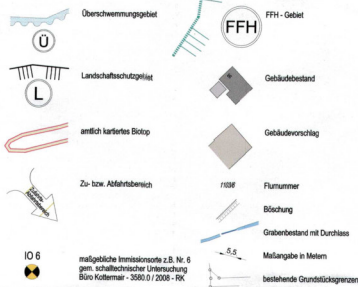 Überschwemmungsgebiet
Ü
Landschaftsschutzgebiet
L
amtlich kartiertes Biotop
Zu- bzw. Abfahrtsbereich
IO 6
maßgebliche Immissionsorte z.B. Nr. 6
gem. schalltechnischer Untersuchung
Büro Kottermair - 3580.0 / 2008 - RK
FFH
FFH - Gebiet
Gebäudebestand
Gebäudevorschlag
1103/6
Flurnummer
Böschung
Grabenbestand mit Durchlass
5,5
Maßangabe in Metern
bestehende Grundstücksgrenzen